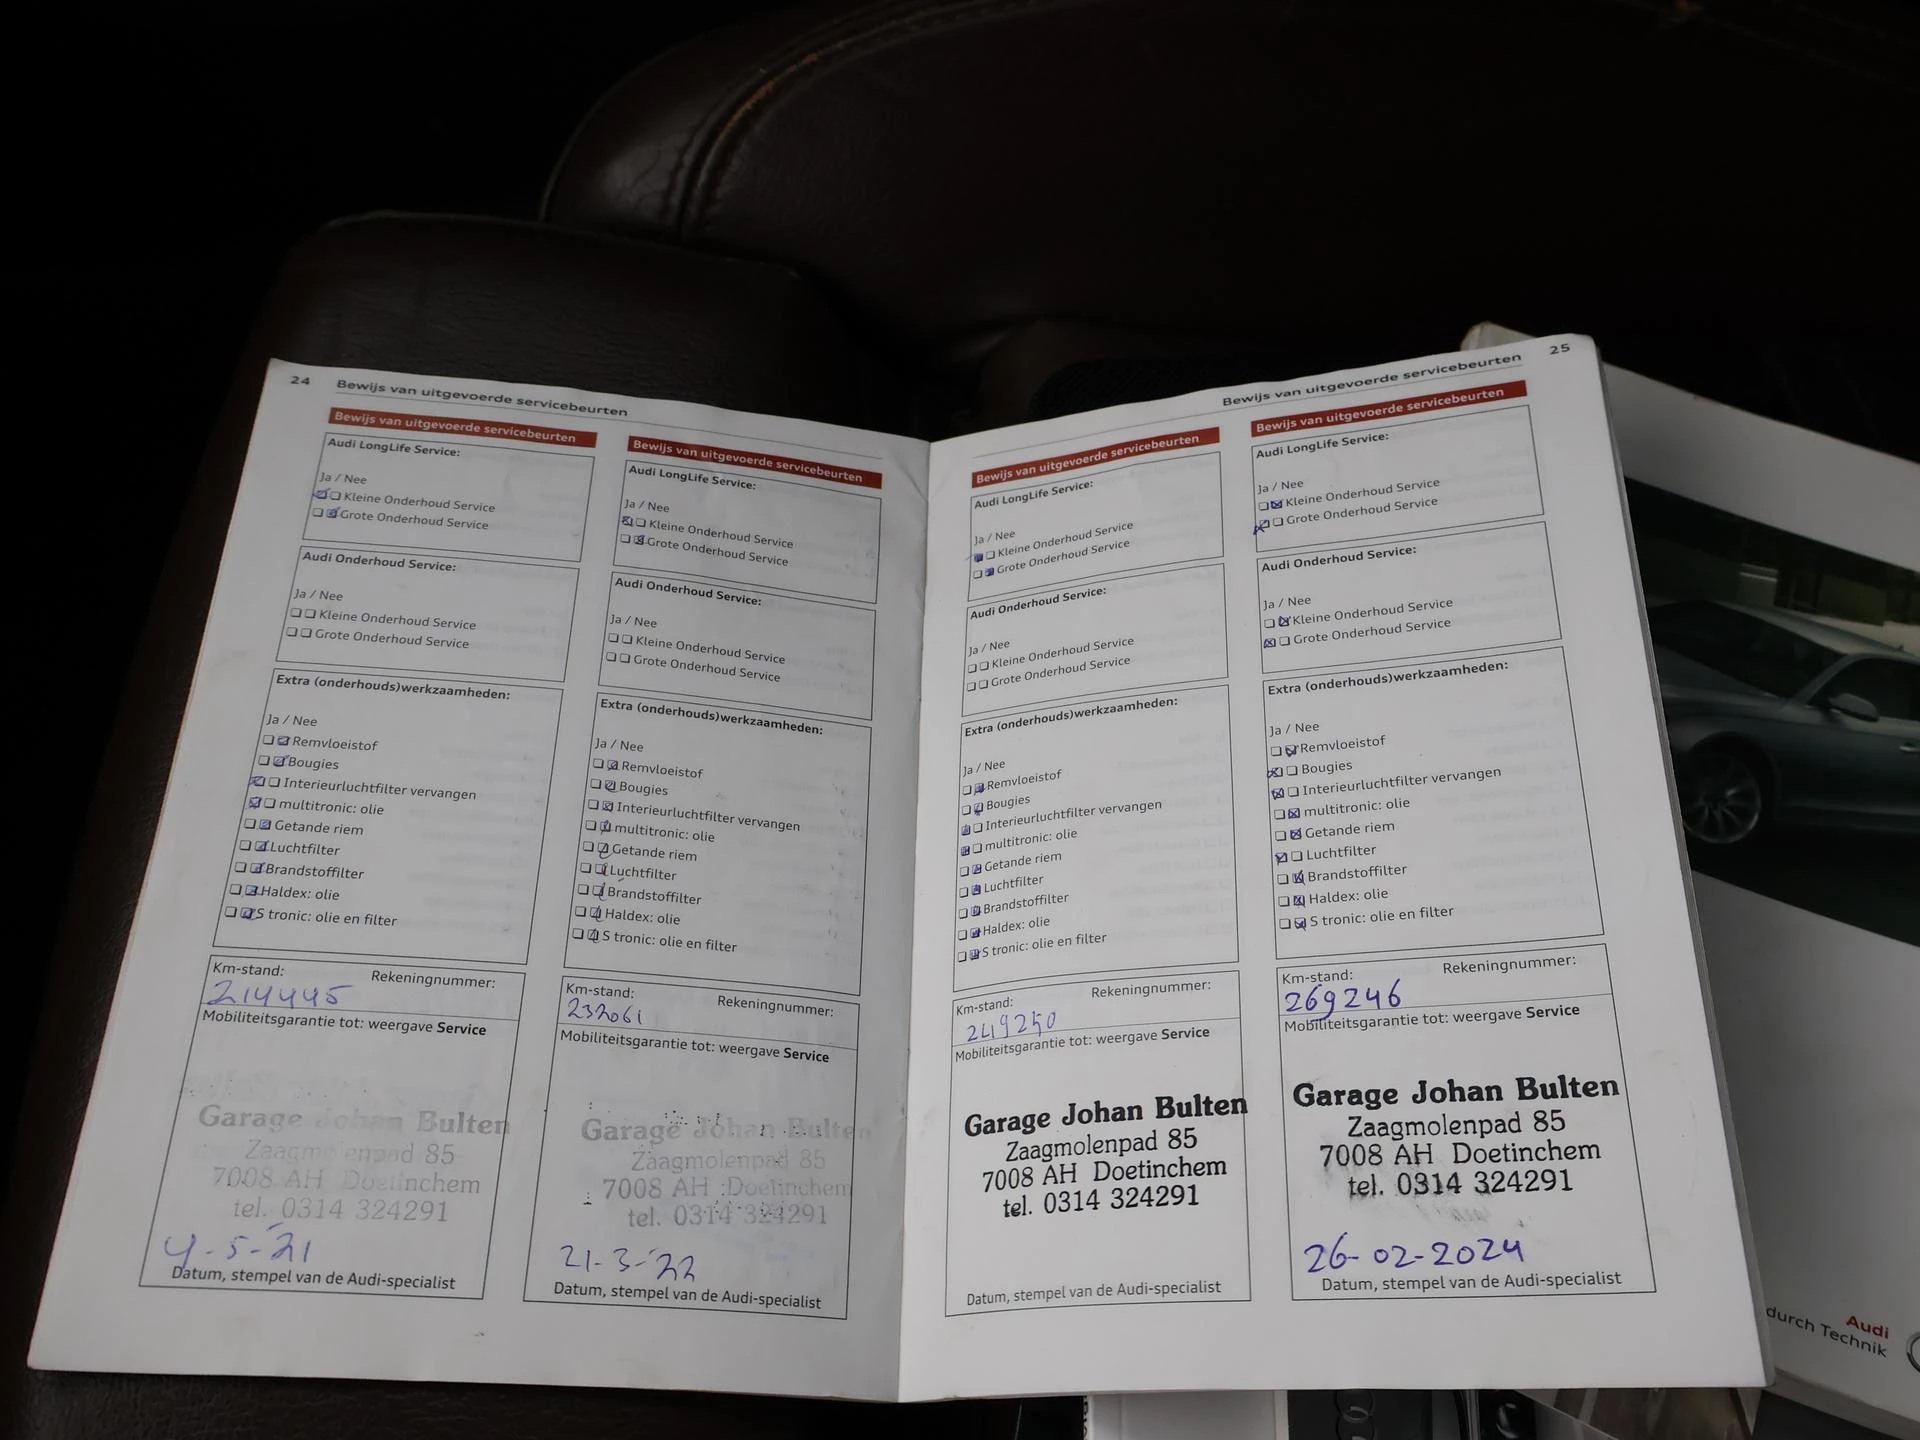 24 Bewijs van uitgevoerde servicebeurten
Bewijs van uitgevoerde servicebeurten
Audi LongLife Service:
Ja / Nee
Kleine Onderhoud Service
Grote Onderhoud Service
Audi Onderhoud Service:
Ja / Nee
Kleine Onderhoud Service
Grote Onderhoud Service
Extra (onderhouds)werkzaamheden:
Ja / Nee
Remvloeistof
Bougies
Interieurluchtfilter vervangen
multitronic: olie
Getande riem
Luchtfilter
Brandstoffilter
Haldex: olie
S tronic: olie en filter
Km-stand: Rekeningnummer:
214445
Mobiliteitsgarantie tot: weergave Service
Garage Johan Bulten
Zaagmolenpad 85
7008 AH Doetinchem
tel. 0314 324291
4-5-21
Datum, stempel van de Audi-specialist
Bewijs van uitgevoerde servicebeurten
Audi LongLife Service:
Ja / Nee
Kleine Onderhoud Service
Grote Onderhoud Service
Audi Onderhoud Service:
Ja / Nee
Kleine Onderhoud Service
Grote Onderhoud Service
Extra (onderhouds)werkzaamheden:
Ja / Nee
Remvloeistof
Bougies
Interieurluchtfilter vervangen
multitronic: olie
Getande riem
Luchtfilter
Brandstoffilter
Haldex: olie
S tronic: olie en filter
Km-stand: Rekeningnummer:
232061
Mobiliteitsgarantie tot: weergave Service
Garage Johan Bulten
Zaagmolenpad 85
7008 AH Doetinchem
tel. 0314 324291
21-3-22
Datum, stempel van de Audi-specialist
Bewijs van uitgevoerde servicebeurten 25
Bewijs van uitgevoerde servicebeurten
Audi LongLife Service:
Ja / Nee
Kleine Onderhoud Service
Grote Onderhoud Service
Audi Onderhoud Service:
Ja / Nee
Kleine Onderhoud Service
Grote Onderhoud Service
Extra (onderhouds)werkzaamheden:
Ja / Nee
Remvloeistof
Bougies
Interieurluchtfilter vervangen
multitronic: olie
Getande riem
Luchtfilter
Brandstoffilter
Haldex: olie
S tronic: olie en filter
Km-stand: Rekeningnummer:
249250
Mobiliteitsgarantie tot: weergave Service
Garage Johan Bulten
Zaagmolenpad 85
7008 AH Doetinchem
tel. 0314 324291
Datum, stempel van de Audi-specialist
Bewijs van uitgevoerde servicebeurten
Audi LongLife Service:
Ja / Nee
Kleine Onderhoud Service
Grote Onderhoud Service
Audi Onderhoud Service:
Ja / Nee
Kleine Onderhoud Service
Grote Onderhoud Service
Extra (onderhouds)werkzaamheden:
Ja / Nee
Remvloeistof
Bougies
Interieurluchtfilter vervangen
multitronic: olie
Getande riem
Luchtfilter
Brandstoffilter
Haldex: olie
S tronic: olie en filter
Km-stand: Rekeningnummer:
269246
Mobiliteitsgarantie tot: weergave Service
Garage Johan Bulten
Zaagmolenpad 85
7008 AH Doetinchem
tel. 0314 324291
26-02-2024
Datum, stempel van de Audi-specialist
Audi
durch Technik